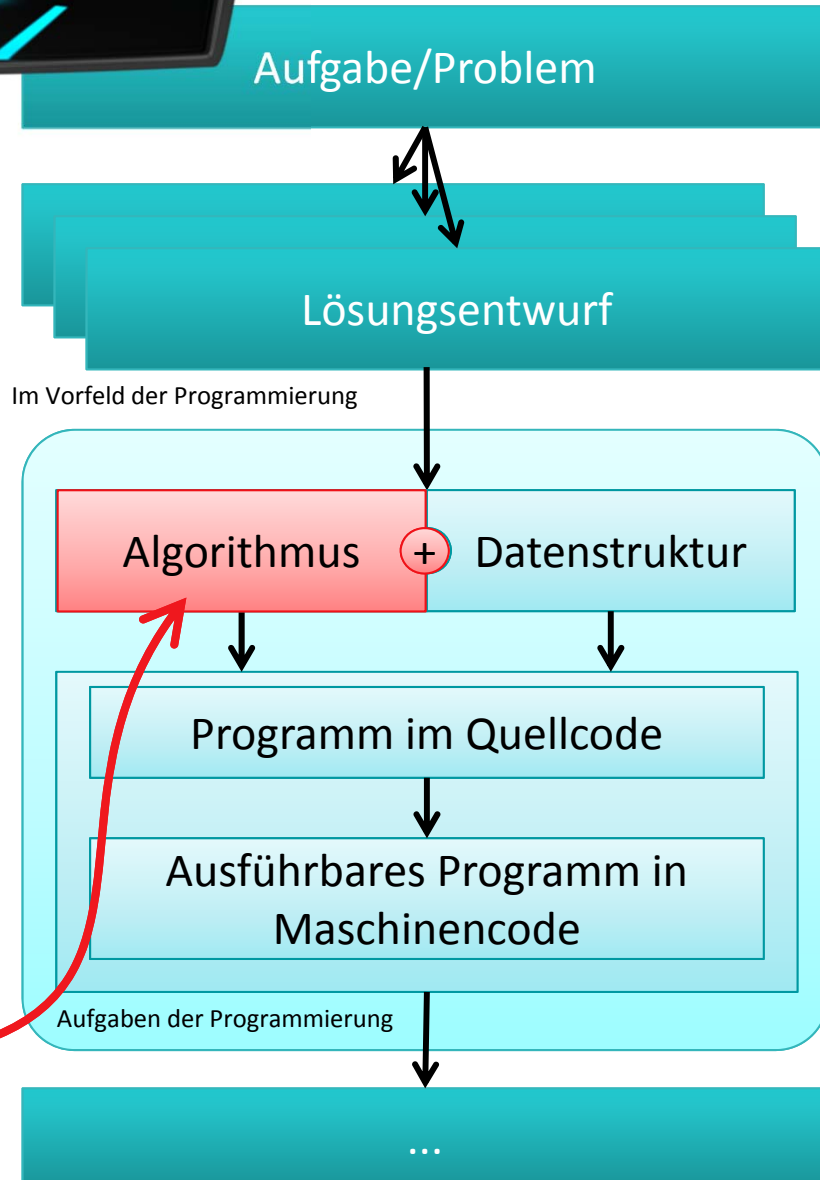 Aufgabe/Problem
Lösungsentwurf
Im Vorfeld der Programmierung
Algorithmus + Datenstruktur
Programm im Quellcode
Ausführbares Programm in
Maschinencode
Aufgaben der Programmierung
...